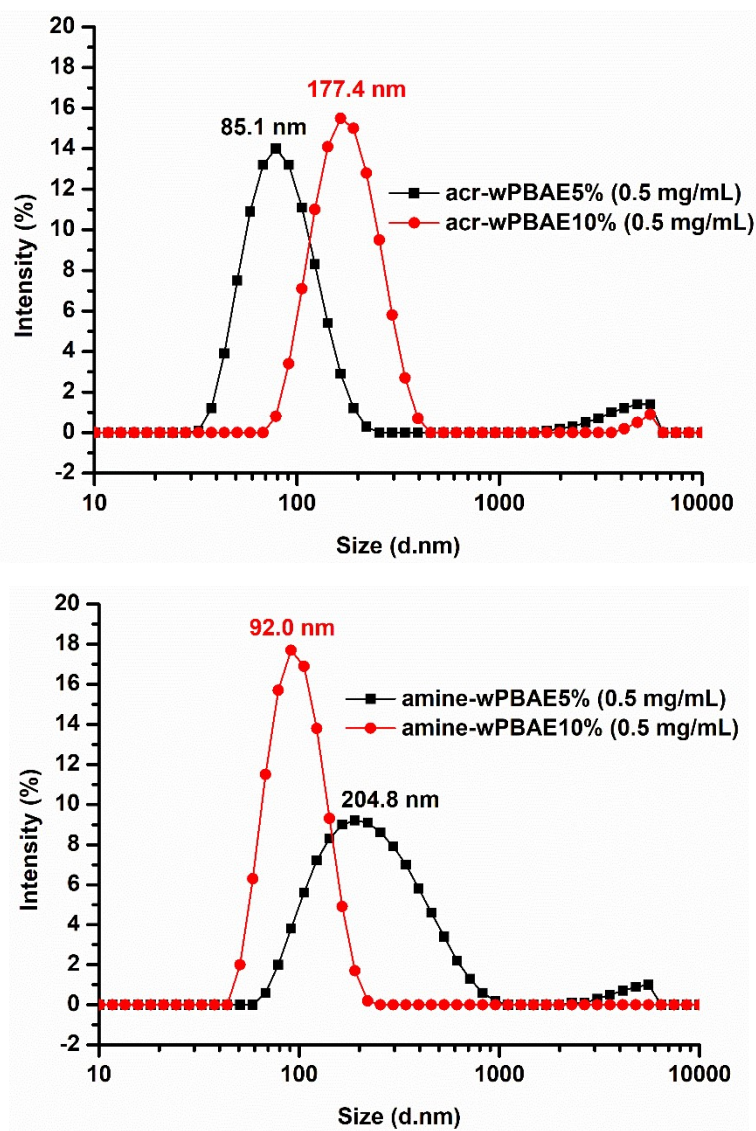 20
18
16
14
12
10
8
6
4
2
0
-2
Intensity (%)
177.4 nm
85.1 nm
acr-wPBAE5% (0.5 mg/mL)
acr-wPBAE10% (0.5 mg/mL)
10 100 1000 10000
Size (d.nm)
20
18
16
14
12
10
8
6
4
2
0
-2
Intensity (%)
92.0 nm
amine-wPBAE5% (0.5 mg/mL)
amine-wPBAE10% (0.5 mg/mL)
204.8 nm
10 100 1000 10000
Size (d.nm)